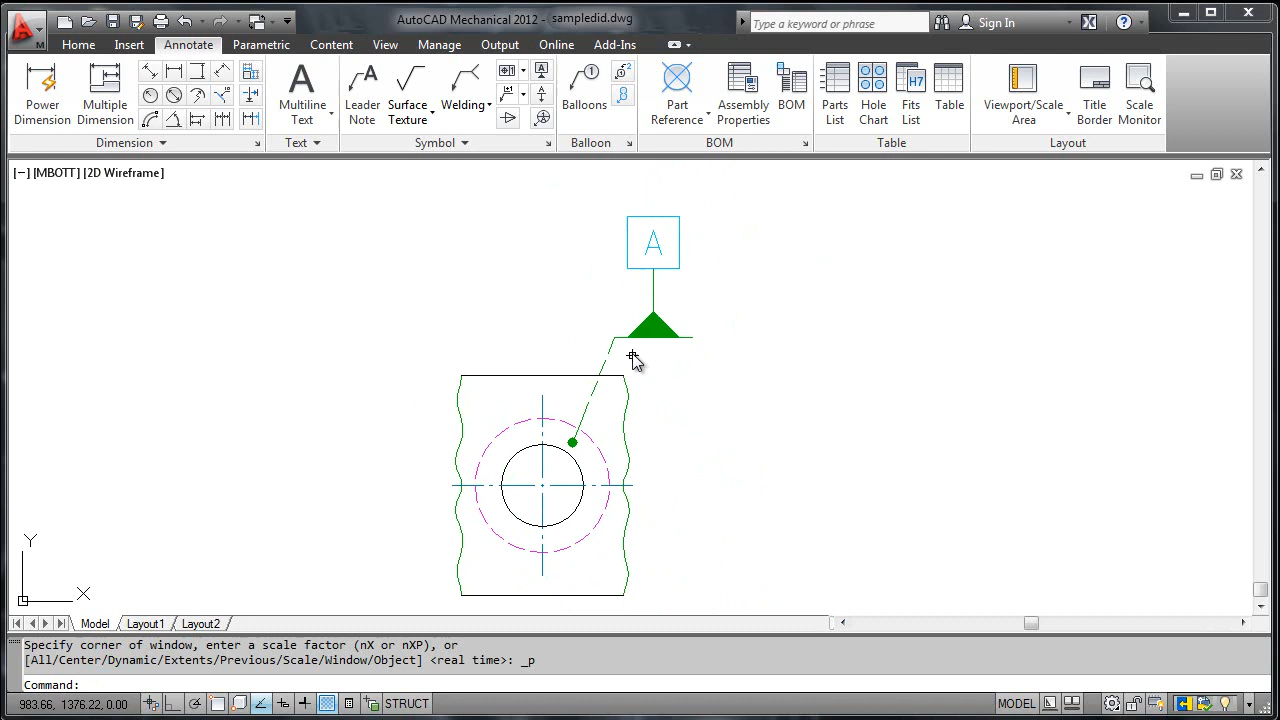 AutoCAD Mechanical 2012 - sampledid.dwg
Type a keyword or phrase
Sign In
M
Home Insert Annotate Parametric Content View Manage Output Online Add-Ins
Power Dimension
Multiple Dimension
Multiline Text
Leader Note
Surface Texture
Welding
Balloons
Part Reference
Assembly Properties
BOM
Parts List
Hole Chart
H7
Fits List
Table
Viewport/Scale Area
Title Border
Scale Monitor
Dimension Text Symbol Balloon BOM Table Layout
[−] [MBOTT] [2D Wireframe]
A
Y
X
Model Layout1 Layout2
Specify corner of window, enter a scale factor (nX or nXP), or
[All/Center/Dynamic/Extents/Previous/Scale/Window/Object] <real time>: _p
Command:
983.66, 1376.22, 0.00
STRUCT
MODEL